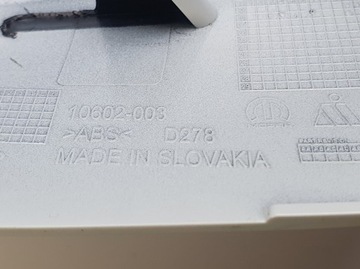 10602-003
>ABS< D278
MADE IN SLOVAKIA